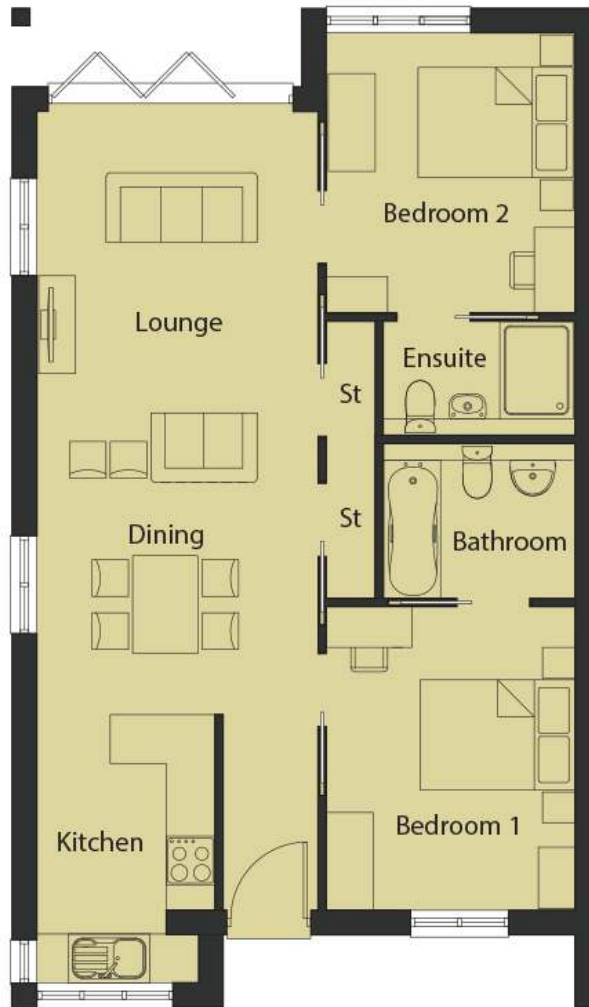 Bedroom 2
Lounge
Ensuite
St
St
Dining
Bathroom
Kitchen
Bedroom 1